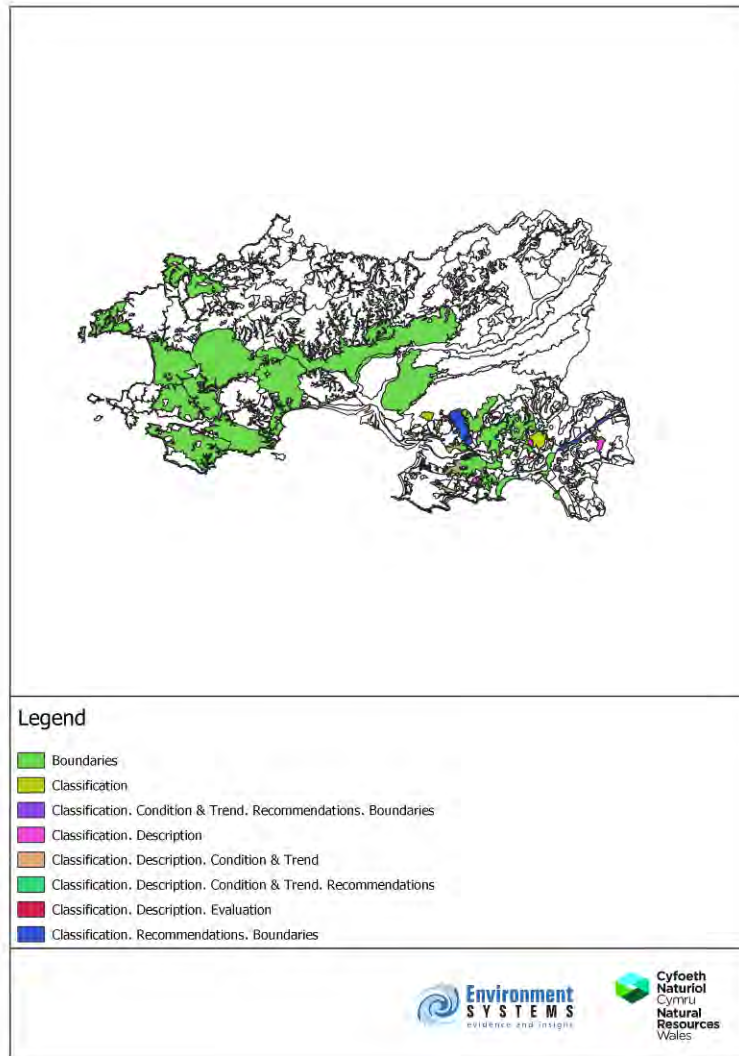 Legend
Boundaries
Classification
Classification. Condition & Trend. Recommendations. Boundaries
Classification. Description
Classification. Description. Condition & Trend
Classification. Description. Condition & Trend. Recommendations
Classification. Description. Evaluation
Classification. Recommendations. Boundaries
Environment
SYSTEMS
evidence and insight
Cyfoeth
Naturiol
Cymru
Natural
Resources
Wales